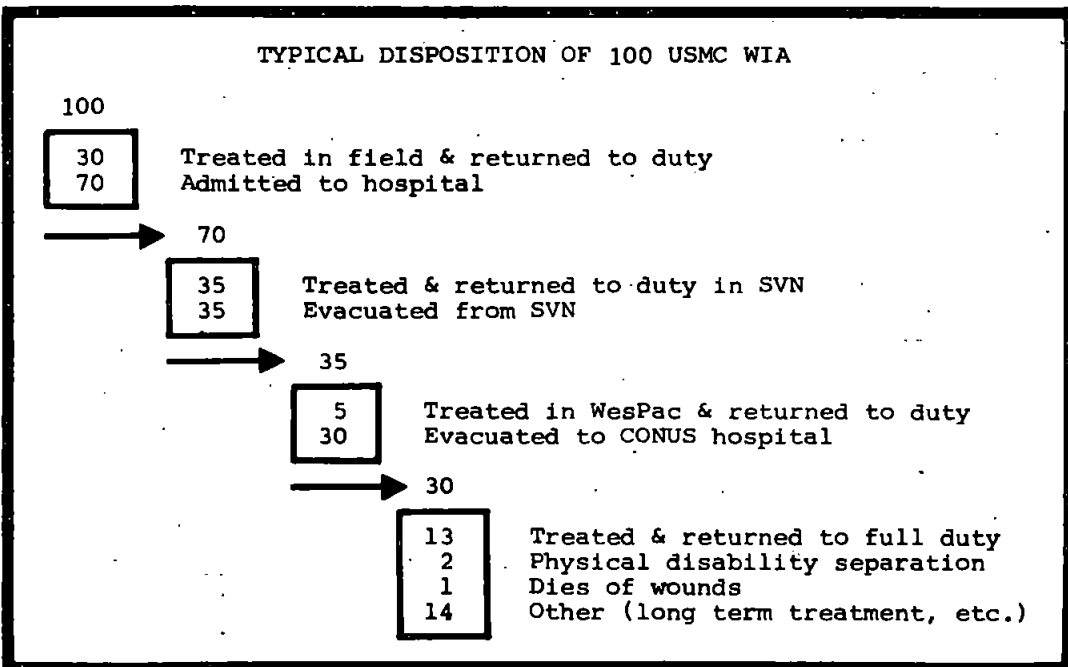 TYPICAL DISPOSITION OF 100 USMC WIA
100
30 Treated in field & returned to duty
70 Admitted to hospital
70
35 Treated & returned to duty in SVN
35 Evacuated from SVN
35
5 Treated in WesPac & returned to duty
30 Evacuated to CONUS hospital
30
13 Treated & returned to full duty
2 Physical disability separation
1 Dies of wounds
14 Other (long term treatment, etc.)